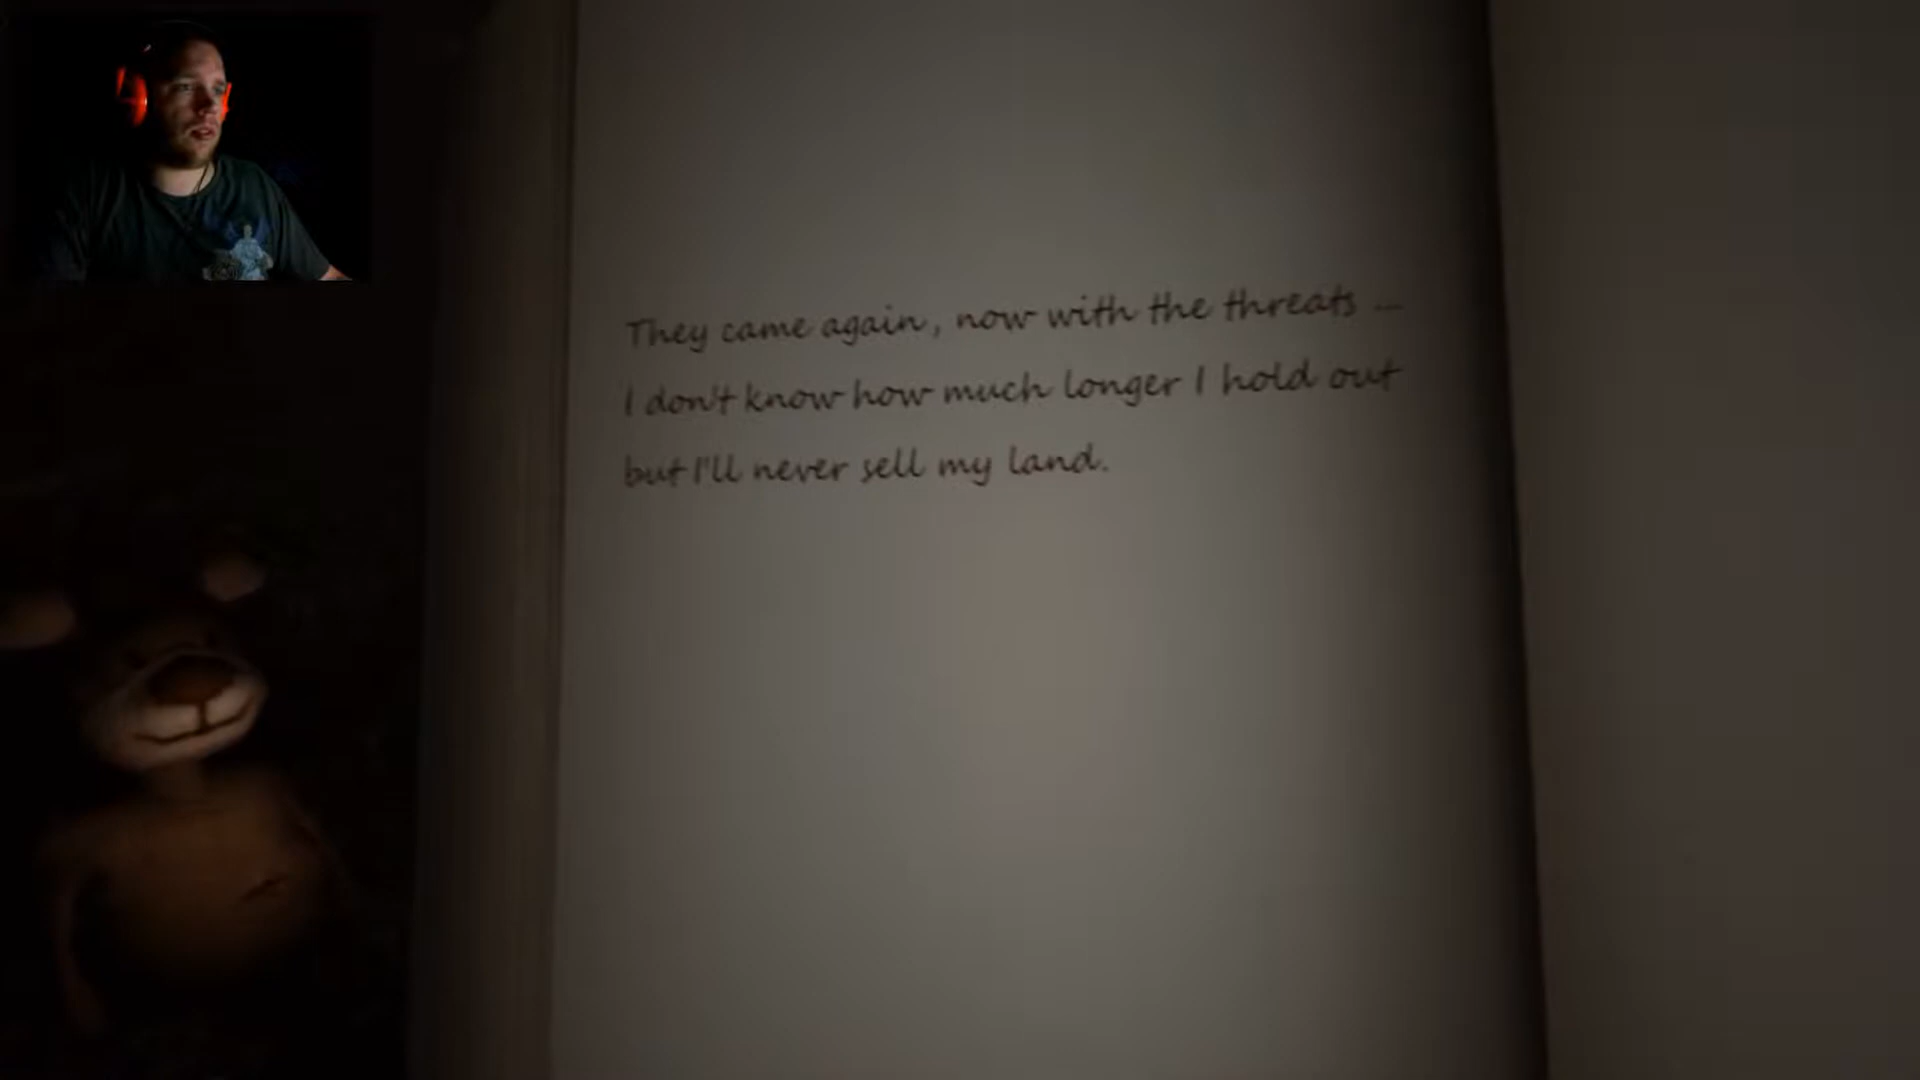 They came again, now with the threats ...
I don't know how much longer I hold out
but I'll never sell my land.